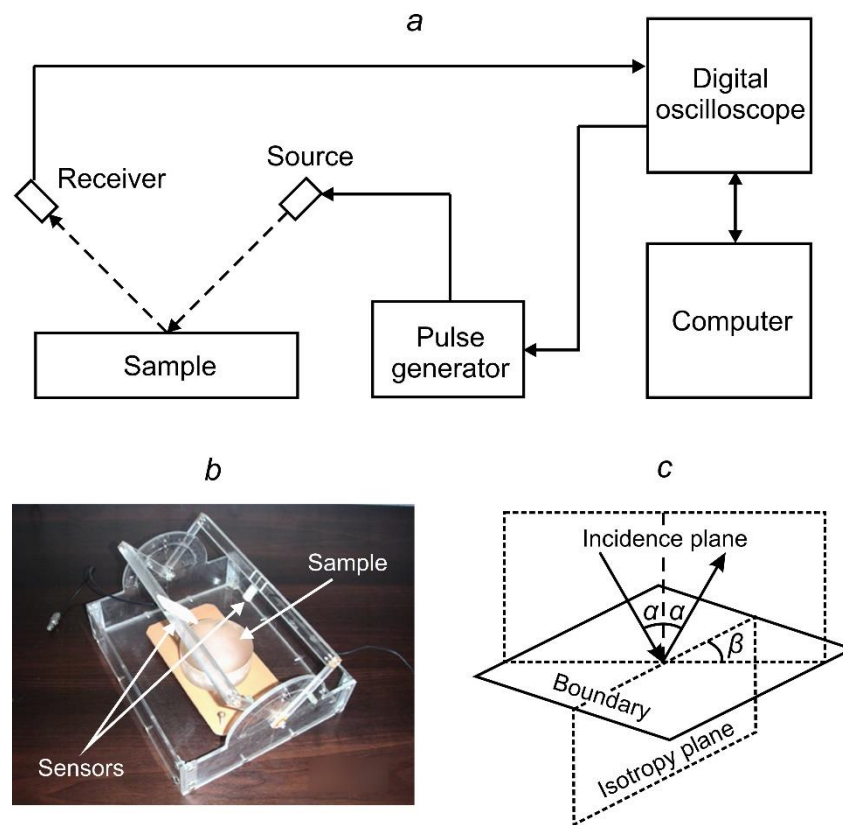 a
Digital
oscilloscope
Source
Receiver
Pulse
generator
Computer
Sample
b
Sample
Sensors
c
Incidence plane
α α
β
Boundary
Isotropy plane